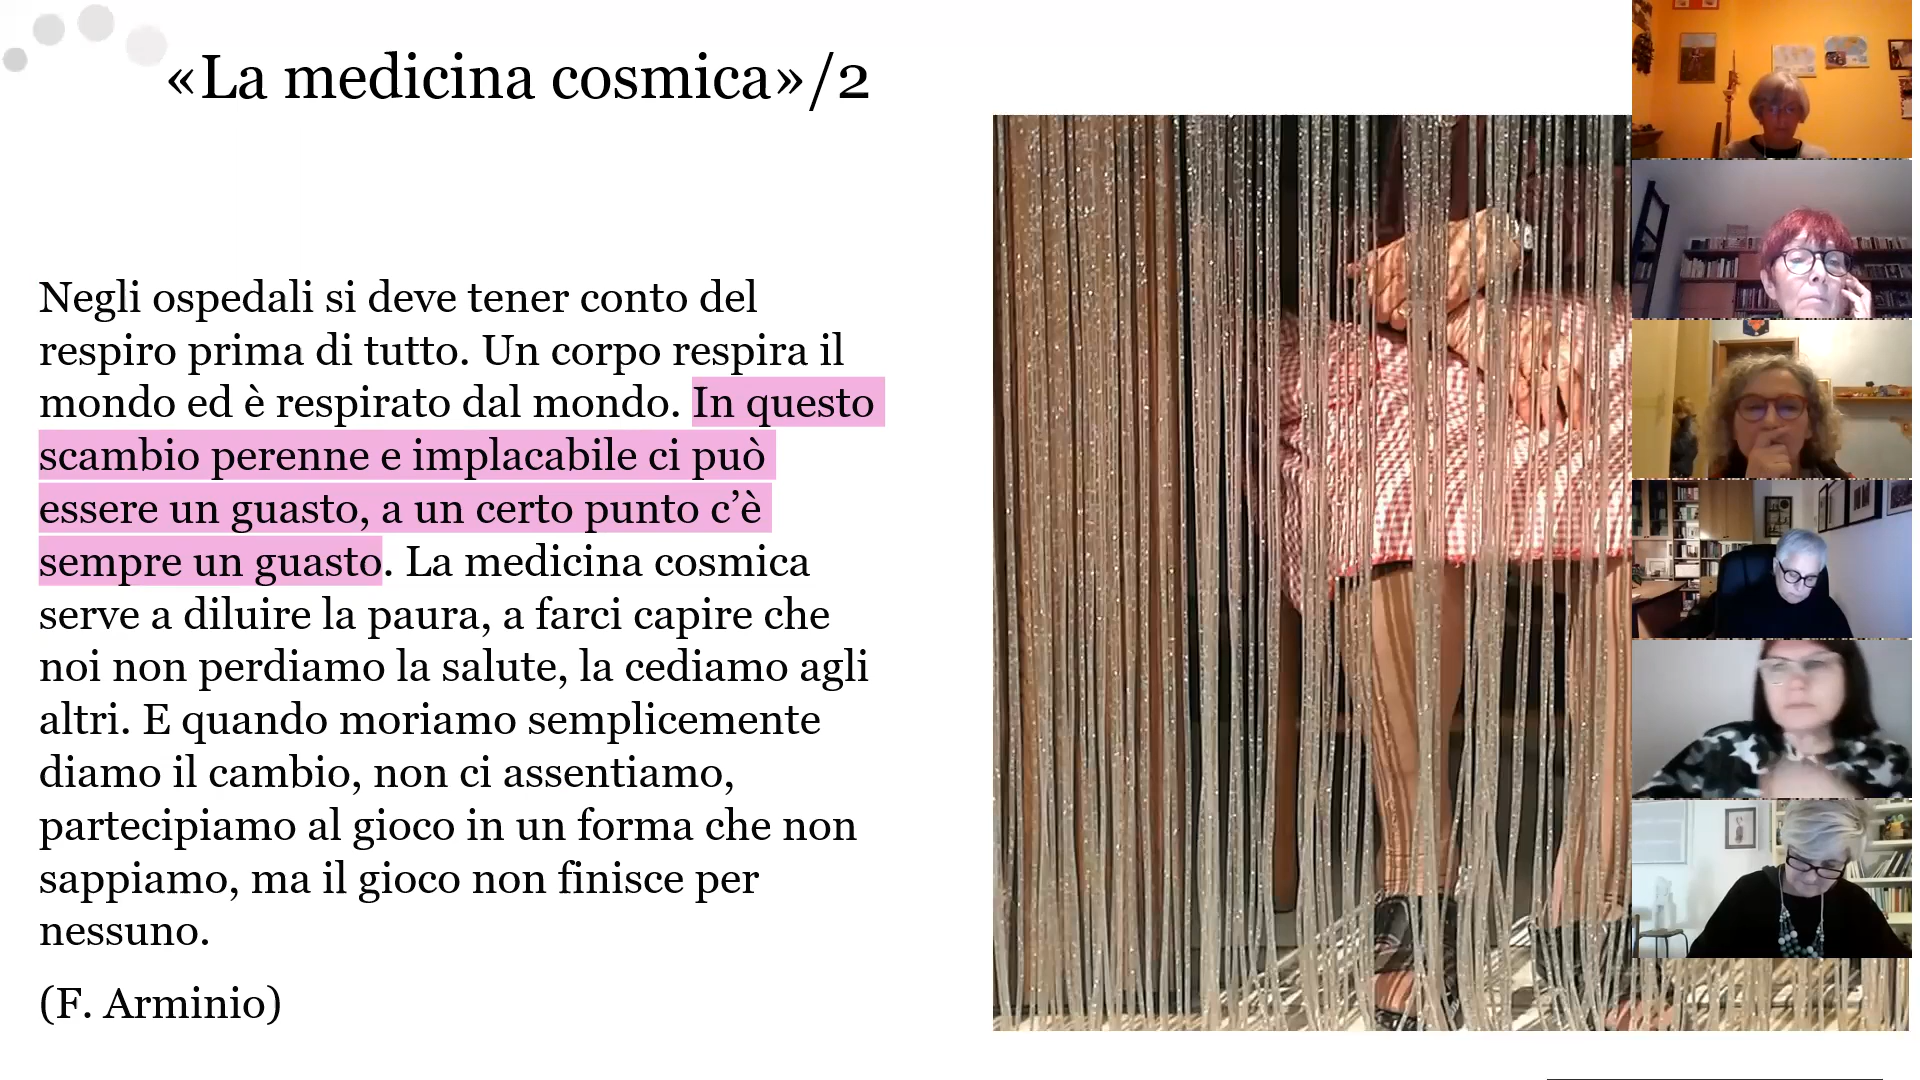 «La medicina cosmica»/2
Negli ospedali si deve tener conto del
respiro prima di tutto. Un corpo respira il
mondo ed è respirato dal mondo. In questo
scambio perenne e implacabile ci può
essere un guasto, a un certo punto c’è
sempre un guasto. La medicina cosmica
serve a diluire la paura, a farci capire che
noi non perdiamo la salute, la cediamo agli
altri. E quando moriamo semplicemente
diamo il cambio, non ci assentiamo,
partecipiamo al gioco in un forma che non
sappiamo, ma il gioco non finisce per
nessuno.
(F. Arminio)